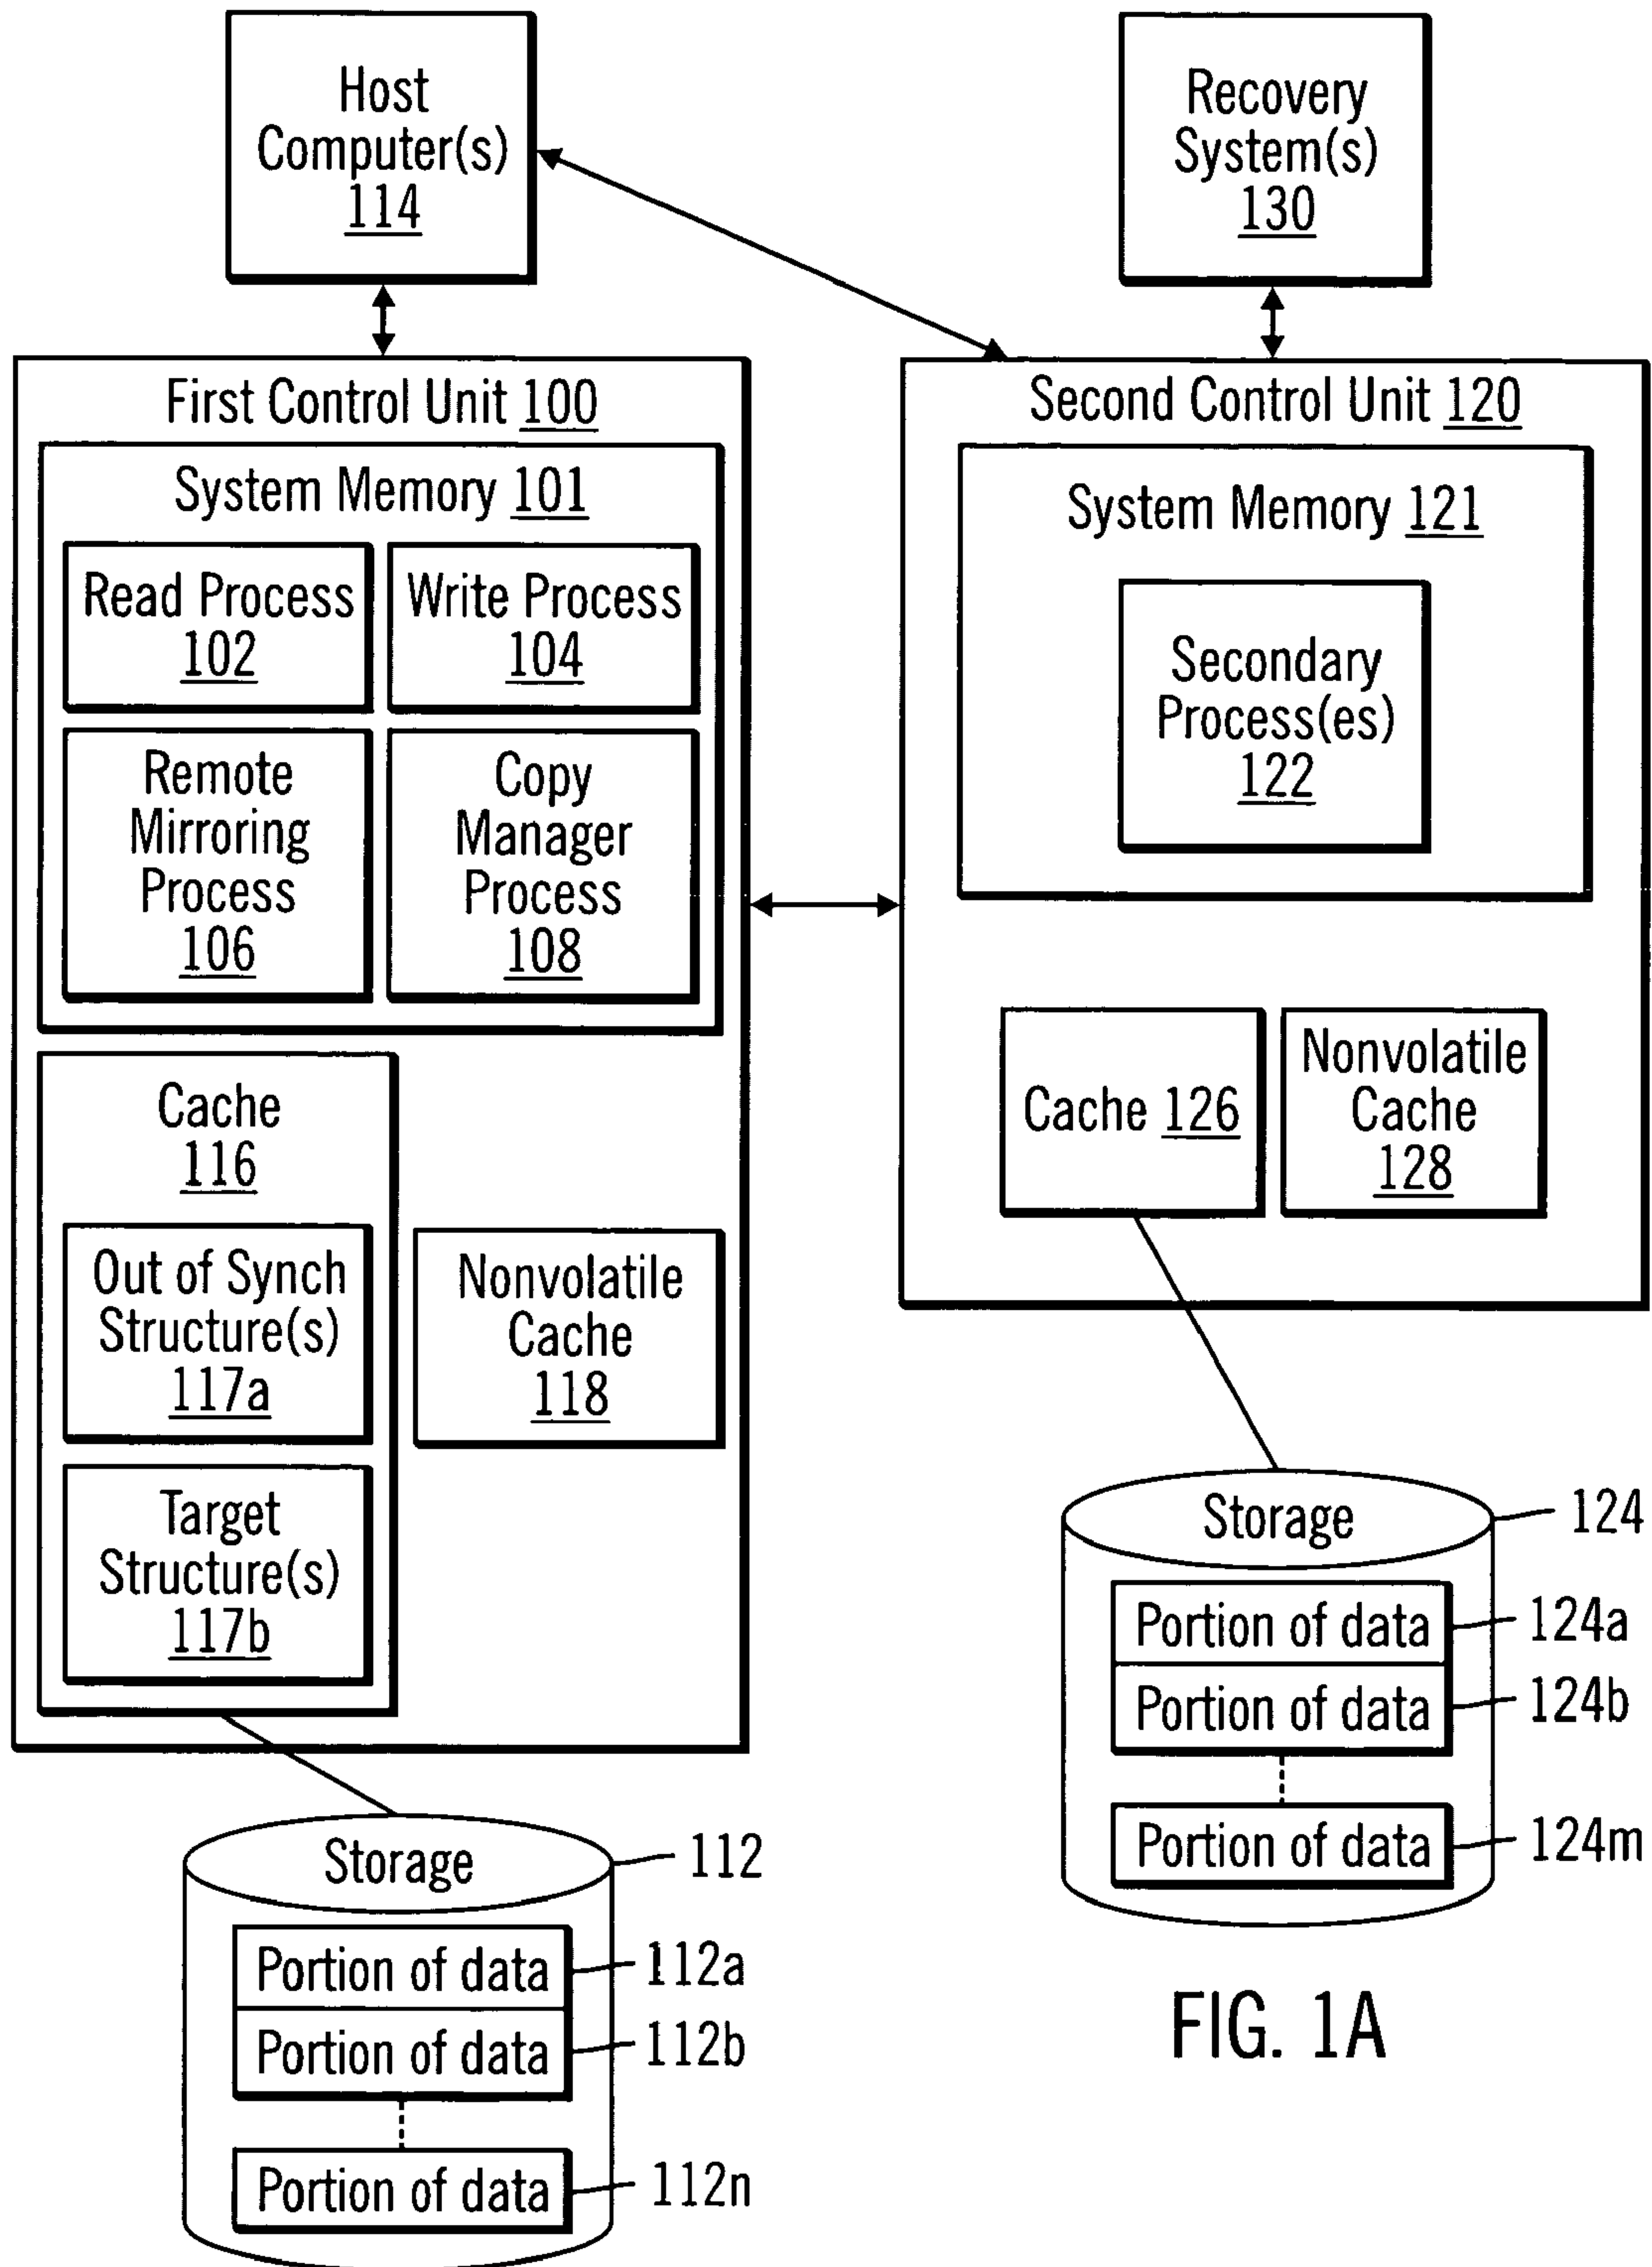 Host
Computer(s)
114
Recovery
System(s)
130
First Control Unit 100
System Memory 101
Read Process
102
Write Process
104
Remote
Mirroring
Process
106
Copy
Manager
Process
108
Cache
116
Out of Synch
Structure(s)
117a
Target
Structure(s)
117b
Nonvolatile
Cache
118
Storage
112
Portion of data
112a
Portion of data
112b
Portion of data
112n
Second Control Unit 120
System Memory 121
Secondary
Process(es)
122
Cache 126
Nonvolatile
Cache
128
Storage
124
Portion of data
124a
Portion of data
124b
Portion of data
124m
FIG. 1A